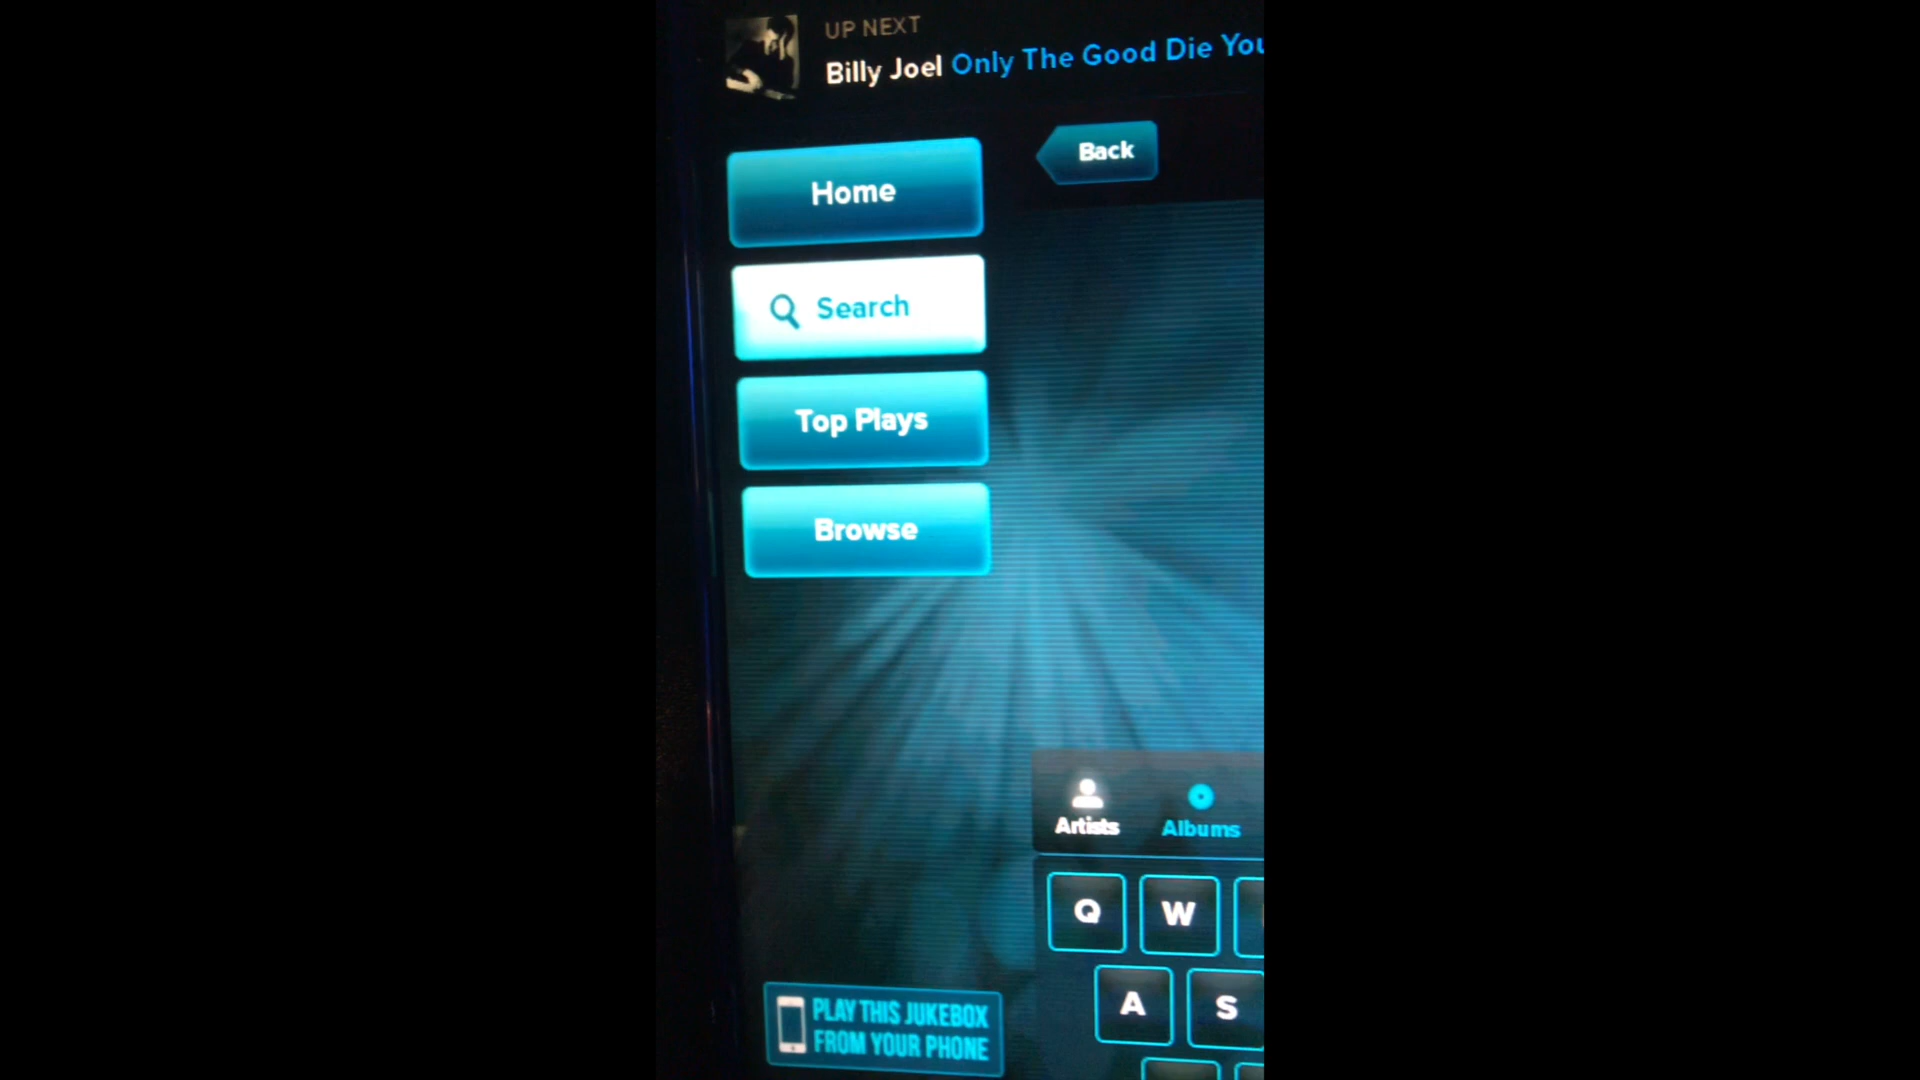 UP NEXT
Billy Joel Only The Good Die You
Back
Home
Search
Top Plays
Browse
Artists
Albums
Q W
A S
PLAY THIS JUKEBOX
FROM YOUR PHONE